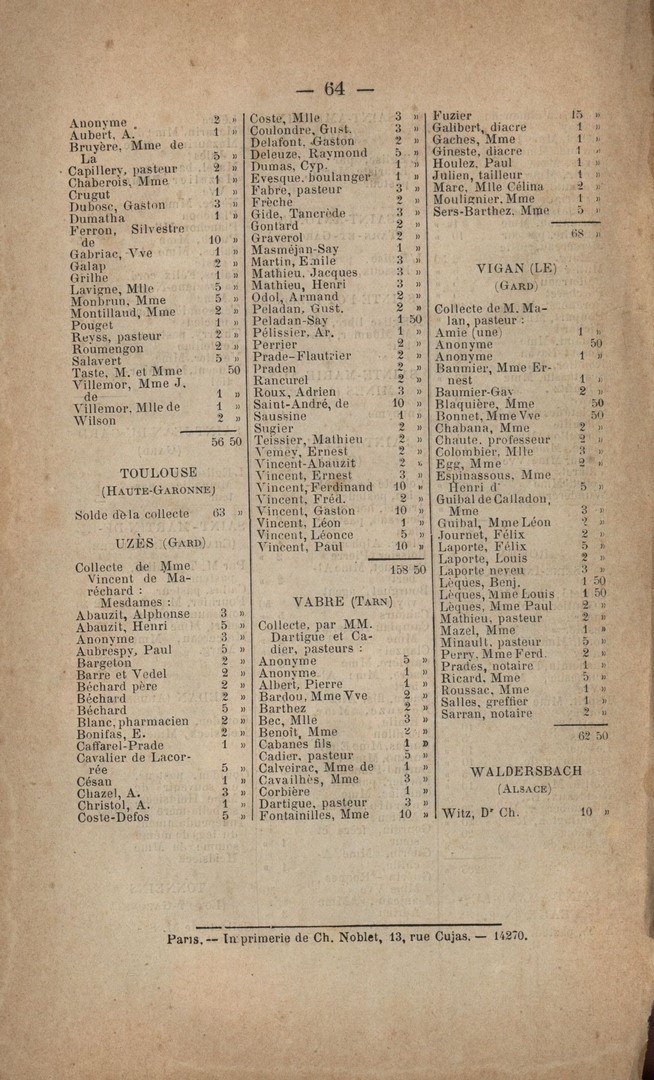 — 64 —
Anonyme 2 »
Aubert, A. 1 »
Bruyère, Mme de
La 5 »
Capillery, pasteur 2 »
Chaberois, Mme 1 »
Crugut 1 »
Dubosc, Gaston 3 »
Dumatha 1 »
Ferron, Silvestre
de 10 »
Gabriac, Vve 1 »
Galap 2 »
Grilhe 1 »
Lavigne, Mlle 5 »
Monbrun, Mme 5 »
Montilland, Mme 2 »
Pouget 1 »
Reyss, pasteur 2 »
Roumengon 2 »
Salavert 5 »
Taste, M. et Mme 50
Villemor, Mme J.
de 1 »
Villemor, Mlle de 1 »
Wilson 2 »
56 50
TOULOUSE
(HAUTE-GARONNE)
Solde de la collecte 63 »
UZÈS (GARD)
Collecte de Mme
Vincent de Ma-
réchard :
Mesdames :
Abauzit, Alphonse 3 »
Abauzit, Henri 5 »
Anonyme 3 »
Aubrespy, Paul 5 »
Bargeton 2 »
Barre et Vedel 2 »
Béchard père 2 »
Béchard 2 »
Béchard 5 »
Blanc, pharmacien 2 »
Bonifas, E. 2 »
Caffarel-Prade 1 »
Cavalier de Lacor-
rée 5 »
Césan 1 »
Chazel, A. 3 »
Christol, A. 1 »
Coste-Defos 5 »
Coste, Mlle 3 »
Coulondre, Gust. 3 »
Delafont, Gaston 2 »
Deleuze, Raymond 5 »
Dumas, Cyp. 1 »
Evesque, boulanger 1 »
Fabre, pasteur 3 »
Frèche 2 »
Gide, Tancrède 3 »
Gontard 2 »
Graverol 2 »
Masméjan-Say 1 »
Martin, Emile 3 »
Mathieu, Jacques 3 »
Mathieu, Henri 3 »
Odol, Armand 2 »
Peladan, Gust. 2 »
Peladan-Say 1 50
Pélissier, Ar. 1 »
Perrier 2 »
Prade-Flautrier 2 »
Praden 2 »
Rancurel 2 »
Roux, Adrien 3 »
Saint-André, de 10 »
Saussine 1 »
Sugier 2 »
Teissier, Mathieu 2 »
Verney, Ernest 2 »
Vincent-Abauzit 2 »
Vincent, Ernest 3 »
Vincent, Ferdinand 10 »
Vincent, Fréd. 2 »
Vincent, Gaston 10 »
Vincent, Léon 1 »
Vincent, Léonce 5 »
Vincent, Paul 10 »
158 50
VABRE (TARN)
Collecte, par MM.
Dartigue et Ca-
dier, pasteurs :
Anonyme 5 »
Anonyme 1 »
Albert, Pierre 1 »
Bardou, Mme Vve 2 »
Barthez 2 »
Bec, Mlle 3 »
Benoît, Mme 2 »
Cabanes fils 1 »
Cadier, pasteur 5 »
Calveirac, Mme de 1 »
Cavailhès, Mme 3 »
Corbière 1 »
Dartigue, pasteur 3 »
Fontainilles, Mme 10 »
Fuzier 15 »
Galibert, diacre 1 »
Gaches, Mme 1 »
Gineste, diacre 1 »
Houlez, Paul 1 »
Julien, tailleur 1 »
Marc, Mlle Célina 2 »
Moulignier, Mme 1 »
Sers-Barthez, Mme 5 »
68 »
VIGAN (LE)
(GARD)
Collecte de M. Ma-
lan, pasteur :
Amie (une) 1 »
Anonyme 50
Anonyme 1 »
Baumier, Mme Er-
nest 1 »
Baumier-Gay 2 »
Blaquière, Mme 50
Bonnet, Mme Vve 50
Chabana, Mme 2 »
Chaute, professeur 2 »
Colombier, Mlle 3 »
Egg, Mme 2 »
Espinassous, Mme
Henri d' 5 »
Guibal de Calladon,
Mme 3 »
Guibal, Mme Léon 2 »
Journet, Félix 2 »
Laporte, Félix 5 »
Laporte, Louis 2 »
Laporte neveu 3 »
Lèques, Benj. 1 50
Lèques, Mme Louis 1 50
Lèques, Mme Paul 2 »
Mathieu, pasteur 2 »
Mazel, Mme 1 »
Minault, pasteur 5 »
Perry, Mme Ferd. 2 »
Prades, notaire 1 »
Ricard, Mme 5 »
Roussac, Mme 1 »
Salles, greffier 1 »
Sarran, notaire 2 »
62 50
WALDERSBACH
(ALSACE)
Witz, Dr Ch. 10 »
Paris. — Imprimerie de Ch. Noblet, 13, rue Cujas. — 14270.